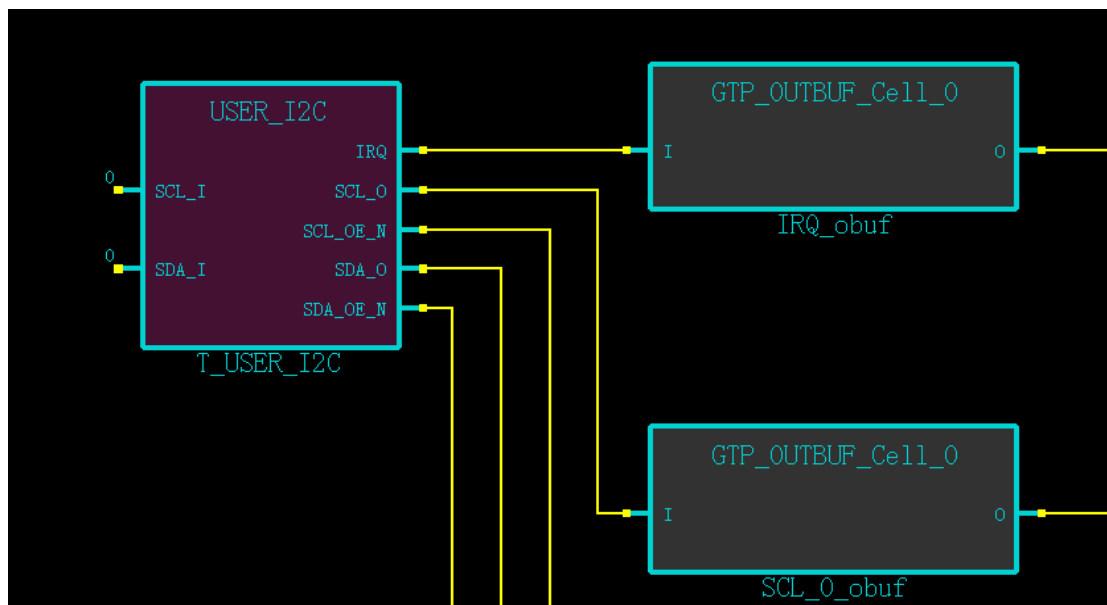 USER_I2C
IRQ
0
SCL_I
SCL_O
SCL_OE_N
0
SDA_I
SDA_O
SDA_OE_N
T_USER_I2C
GTP_OUTBUF_Cell_0
I
O
IRQ_obuf
GTP_OUTBUF_Cell_0
I
O
SCL_O_obuf